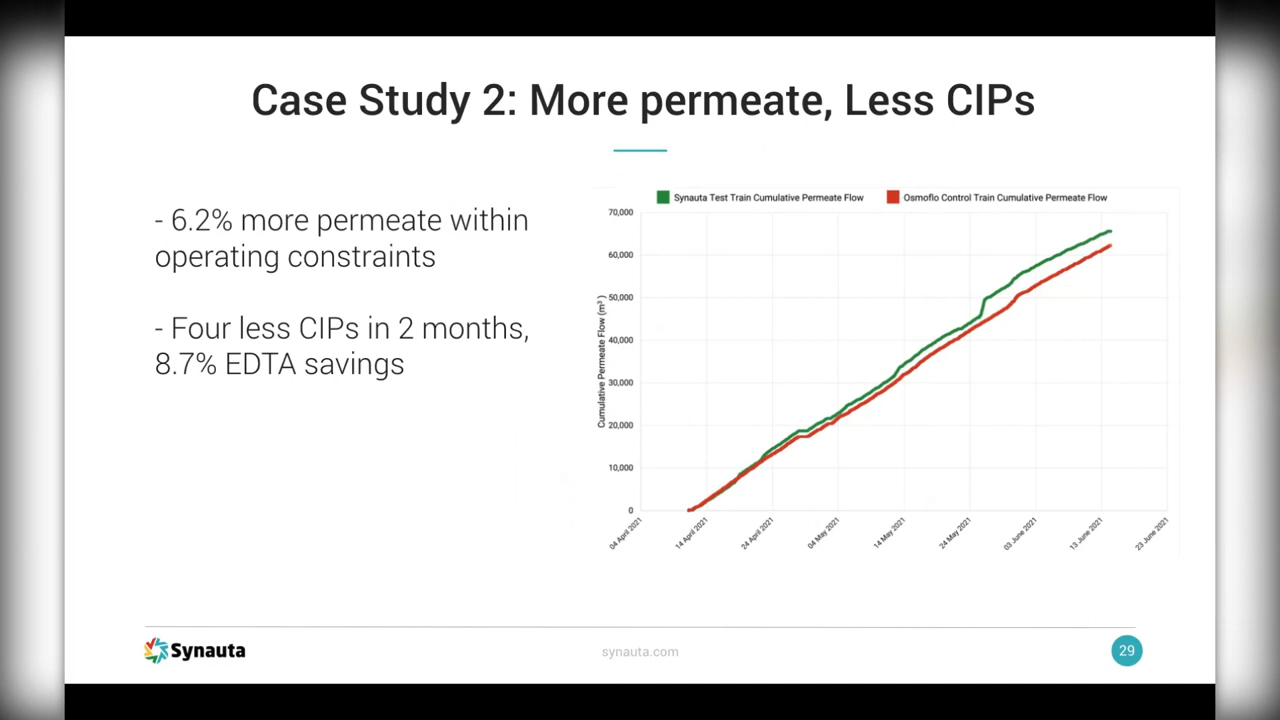 Case Study 2: More permeate, Less CIPs
- 6.2% more permeate within
operating constraints
- Four less CIPs in 2 months,
8.7% EDTA savings
Synauta Test Train Cumulative Permeate Flow
Osmoflo Control Train Cumulative Permeate Flow
Cumulative Permeate Flow (m³)
70,000
60,000
50,000
40,000
30,000
20,000
10,000
0
04 April 2021
14 April 2021
24 April 2021
04 May 2021
14 May 2021
24 May 2021
03 June 2021
13 June 2021
23 June 2021
Synauta
synauta.com
29